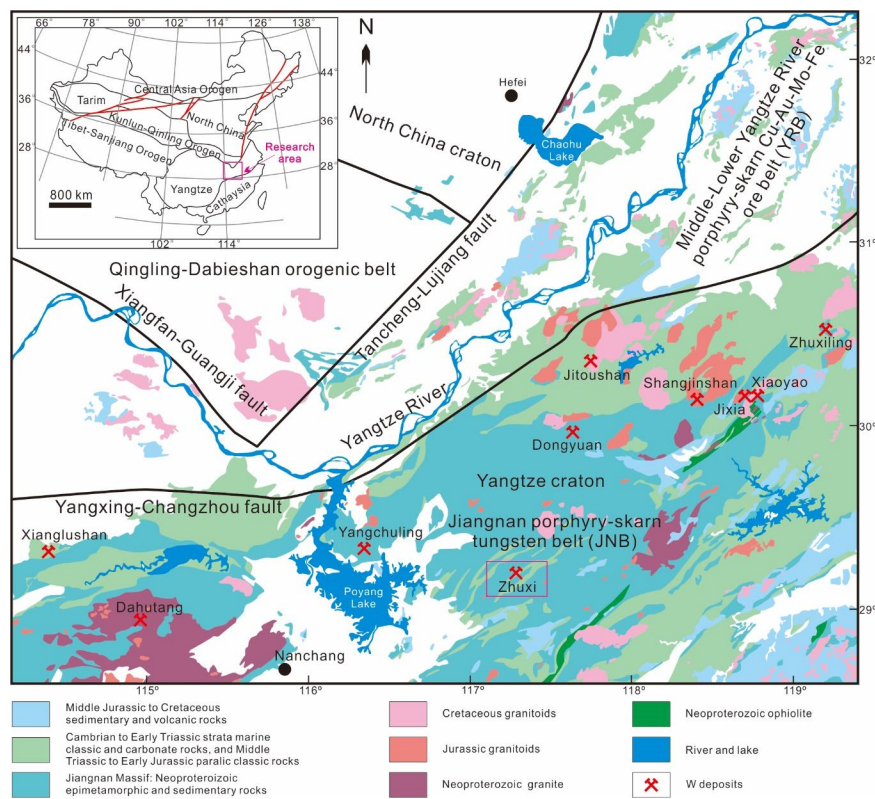 66° 78° 90° 102° 114° 126° 138°
44°
36°
28°
44°
36°
28°
102° 114°
Central Asia Orogen
Tarim
North China
Kunlun-Qinling Orogen
Tibet-Sanjiang Orogen
Yangtze
Cathaysia
Research
area
800 km
N
Hefei
Chaohu
Lake
North China craton
Middle-Lower Yangtze River
porphyry-skarn Cu-Au-Mo-Fe
ore belt (YRB)
Qingling-Dabieshan orogenic belt
Xiangfan-Guangji fault
Tancheng-Lujiang fault
Yangtze River
Yangxing-Changzhou fault
Zhuxiling
Jitoushan
Shangjinshan
Xiaoyao
Jixia
Dongyuan
Yangtze craton
Jiangnan porphyry-skarn
tungsten belt (JNB)
Xianglushan
Yangchuling
Zhuxi
Poyang
Lake
Dahutang
Nanchang
32°
31°
30°
29°
115° 116° 117° 118° 119°
Middle Jurassic to Cretaceous
sedimentary and volcanic rocks
Cambrian to Early Triassic strata marine
classic and carbonate rocks, and Middle
Triassic to Early Jurassic paralic classic rocks
Jiangnan Massif: Neoproteroizoic
epimetamorphic and sedimentary rocks
Cretaceous granitoids
Jurassic granitoids
Neoproterozoic granite
Neoproterozoic ophiolite
River and lake
W deposits